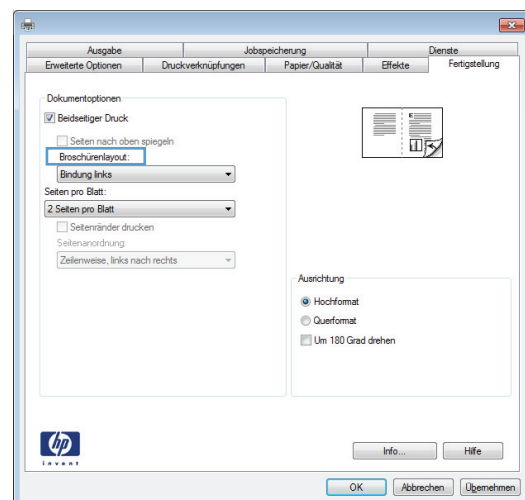 Ausgabe
Jobspeicherung
Dienste
Erweiterte Optionen
Druckverknüpfungen
Papier/Qualität
Effekte
Fertigstellung
Dokumentoptionen
Beidseitiger Druck
Seiten nach oben spiegeln
Broschürenlayout:
Bindung links
Seiten pro Blatt:
2 Seiten pro Blatt
Seitenränder drucken
Seitenanordnung:
Zeilenweise, links nach rechts
Ausrichtung
Hochformat
Querformat
Um 180 Grad drehen
hp
invent
Info...
Hilfe
OK
Abbrechen
Übernehmen